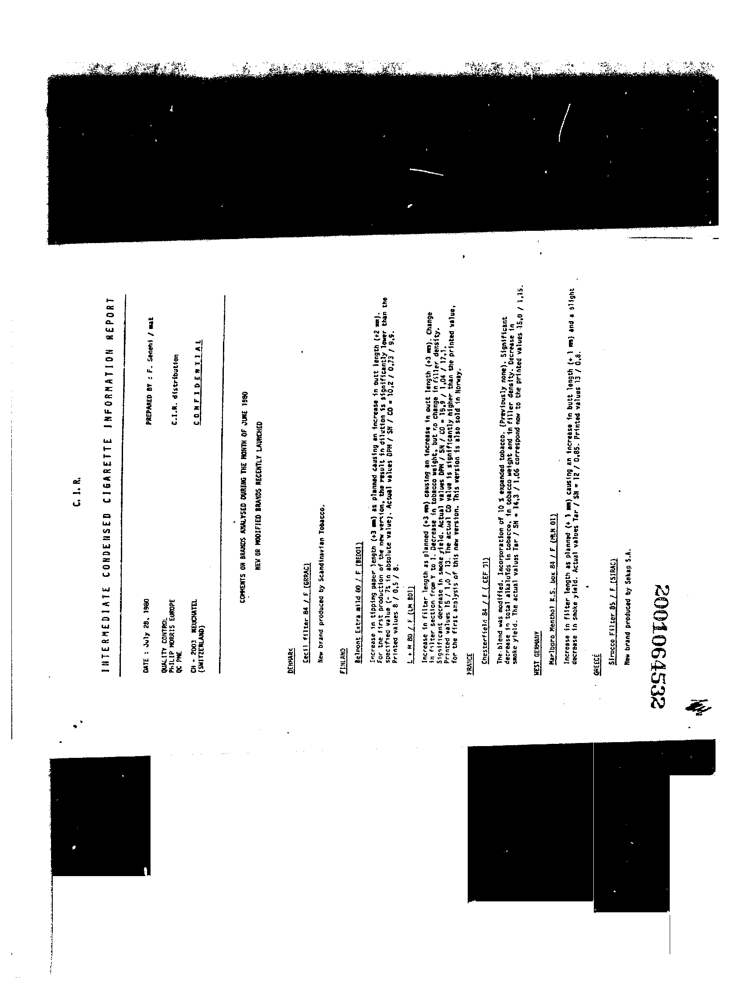 C. I. R.
INTERMEDIATE CONDENSED CIGARETTE INFORMATION REPORT
DATE : July 28, 1980
PREPARED BY : F. Senehi / mat
QUALITY CONTROL
PHILIP MORRIS EUROPE
QC PME
C.I.R. distribution
CH - 2003 NEUCHATEL
(SWITZERLAND)
C O N F I D E N T I A L
COMMENTS OR BRANDS ANALYSED DURING THE MONTH OF JUNE 1980
NEW OR MODIFIED BRANDS RECENTLY LAUNCHED
DENMARK
Cecil filter 84 / F
New brand produced by Scandinavian Tobacco.
FINLAND
Belmont Extra mild 80 / F
Increase in tipping paper length (+3 mm) as planned causing an increase in butt length (+2 mm).
For the first production of the new version, the result in dilution is significantly lower than the
specified value (- 7% in absolute value). Actual values DPM / SN / CO = 10,2 / 0,73 / 9,6.
Printed values 8 / 0,5 / 8.
L + M 80 / F (LM 801)
Increase in filter length as planned (+3 mm) causing an increase in butt length (+3 mm). Change
in filter section from Y to I. Decrease in tobacco weight, but no change in filler density.
Significant decrease in smoke yield. Actual values DPM / SN / CO = 15,9 / 1,04 / 17,1.
Printed values 15 / 1,0 / 13. The actual CO value is significantly higher than the printed value,
for the first analysis of this new version. This version is also sold in Norway.
FRANCE
Chesterfield 84 / F ( CEF 31)
The blend was modified. Incorporation of 10 % expanded tobacco. (Previously none). Significant
decrease in total alkaloids in tobacco, in tobacco weight and in filler density. Decrease in
smoke yield. The actual values Tar / SN = 14,3 / 1,06 correspond now to the printed values 15,0 / 1,15.
WEST GERMANY
Marlboro Menthol K.S. box 84 / F (MLN 01)
Increase in filter length as planned (+ 1 mm) causing an increase in butt length (+ 1 mm) and a slight
decrease in smoke yield. Actual values Tar / SN = 12 / 0,85. Printed values 13 / 0,8.
GREECE
Sirocco Filter 85 / F (SIRAC)
New brand produced by Sekap S.A.
2001064532